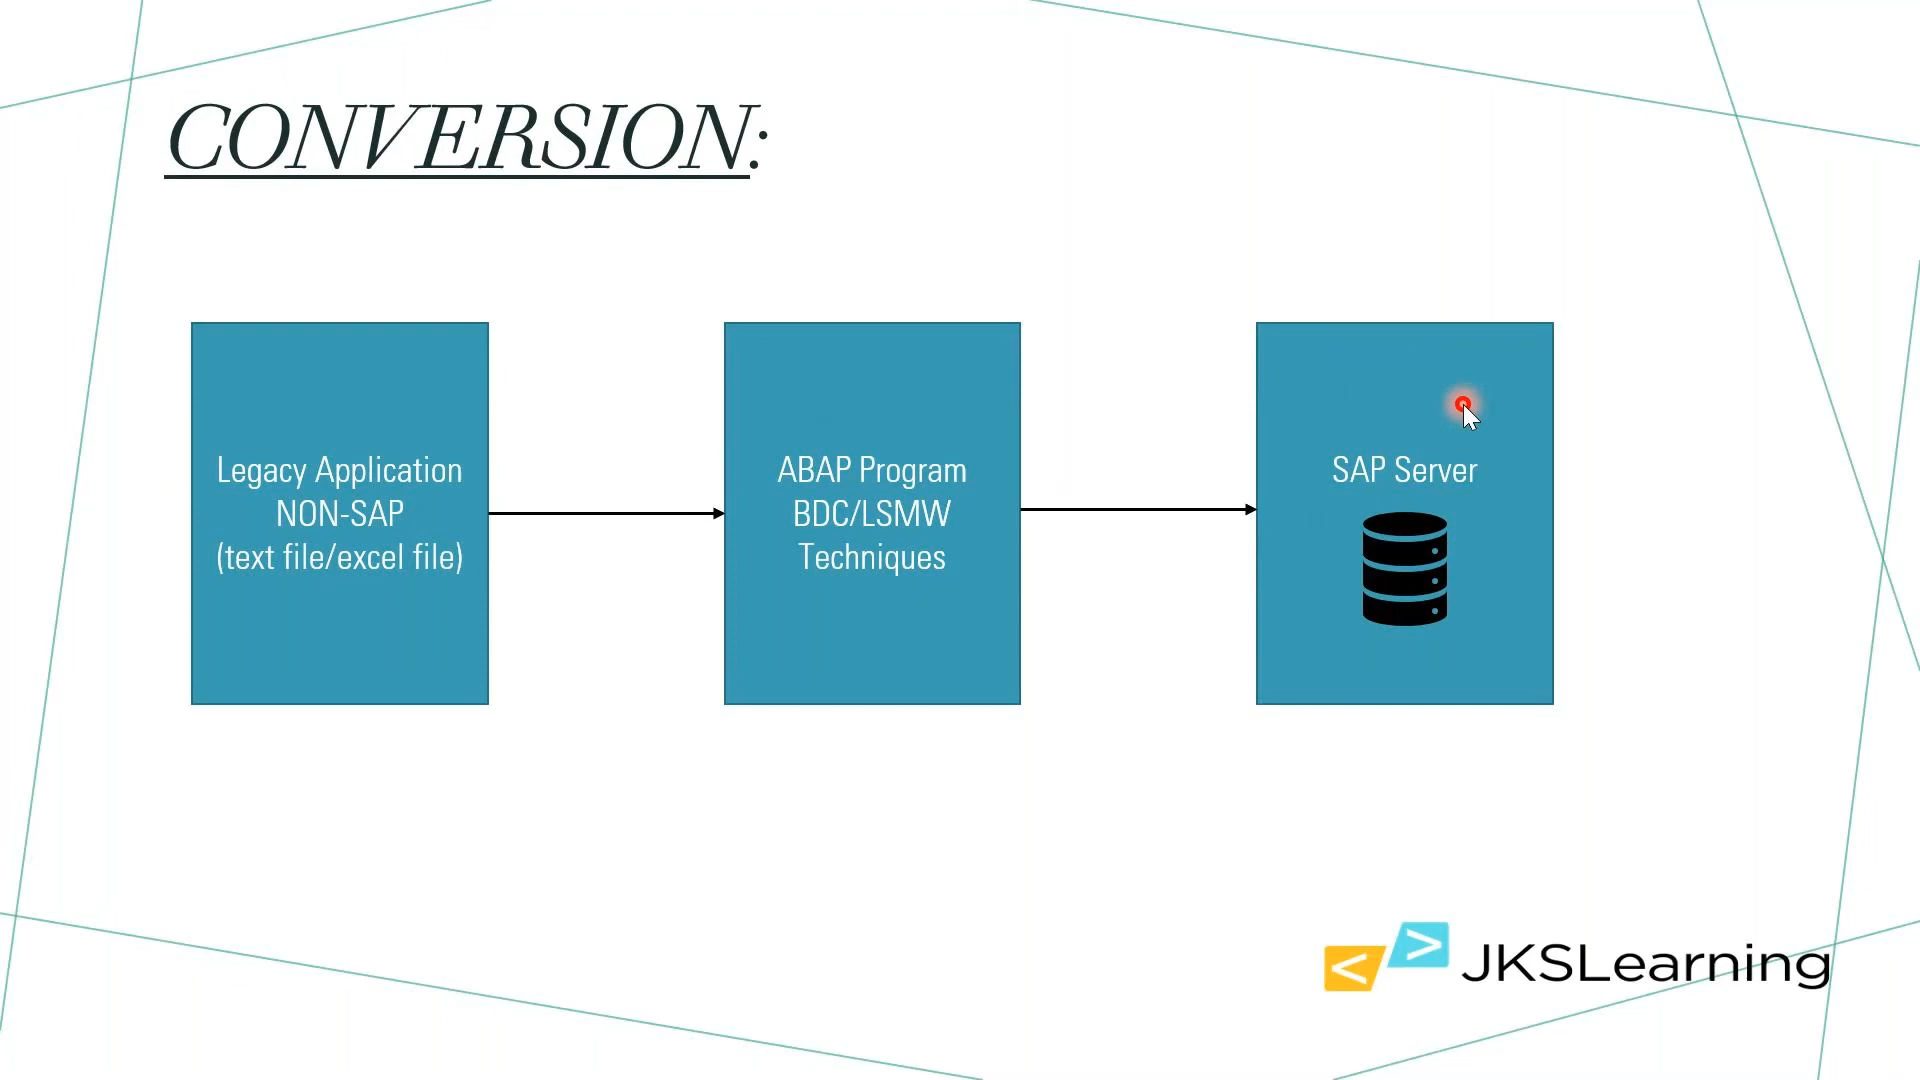 CONVERSION:
Legacy Application
NON-SAP
(text file/excel file)
ABAP Program
BDC/LSMW
Techniques
SAP Server
< > JKSLearning